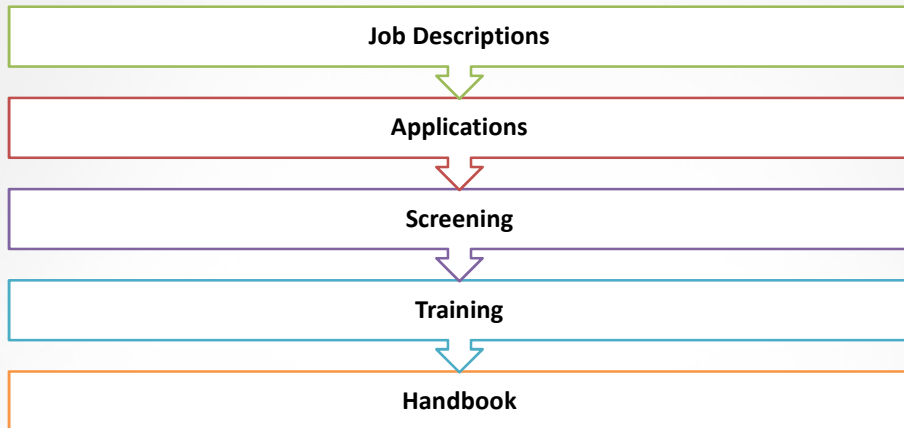 Job Descriptions
Applications
Screening
Training
Handbook